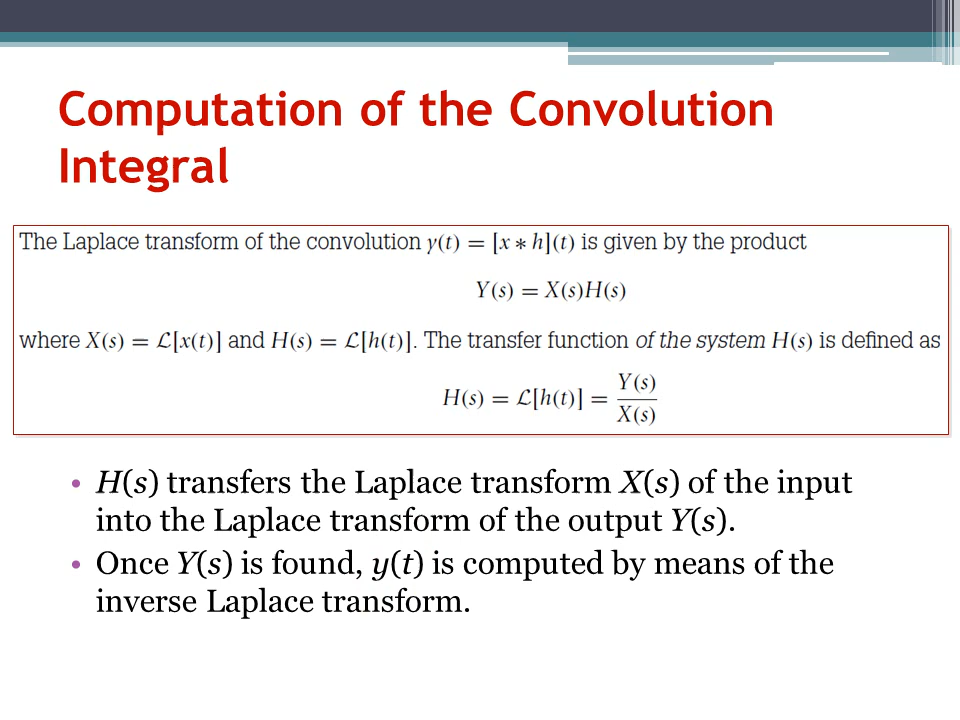 Computation of the Convolution
Integral
The Laplace transform of the convolution y(t) = [x ∗ h](t) is given by the product
Y(s) = X(s)H(s)
where X(s) = ℒ[x(t)] and H(s) = ℒ[h(t)]. The transfer function of the system H(s) is defined as
H(s) = ℒ[h(t)] = Y(s)/X(s)
• H(s) transfers the Laplace transform X(s) of the input
into the Laplace transform of the output Y(s).
• Once Y(s) is found, y(t) is computed by means of the
inverse Laplace transform.